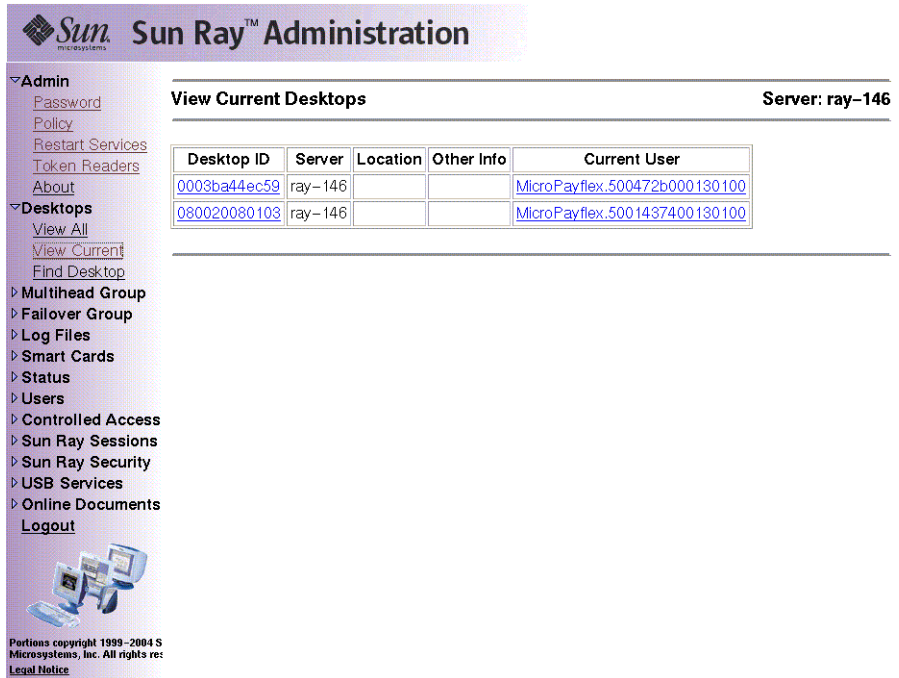 Sun microsystems Sun Ray™ Administration
Admin
Password
Policy
Restart Services
Token Readers
About
Desktops
View All
View Current
Find Desktop
Multihead Group
Failover Group
Log Files
Smart Cards
Status
Users
Controlled Access
Sun Ray Sessions
Sun Ray Security
USB Services
Online Documents
Logout
Portions copyright 1999-2004 S
Microsystems, Inc. All rights res
Legal Notice
View Current Desktops Server: ray-146
Desktop ID Server Location Other Info Current User
0003ba44ec59 ray-146 MicroPayflex.500472b000130100
080020080103 ray-146 MicroPayflex.5001437400130100